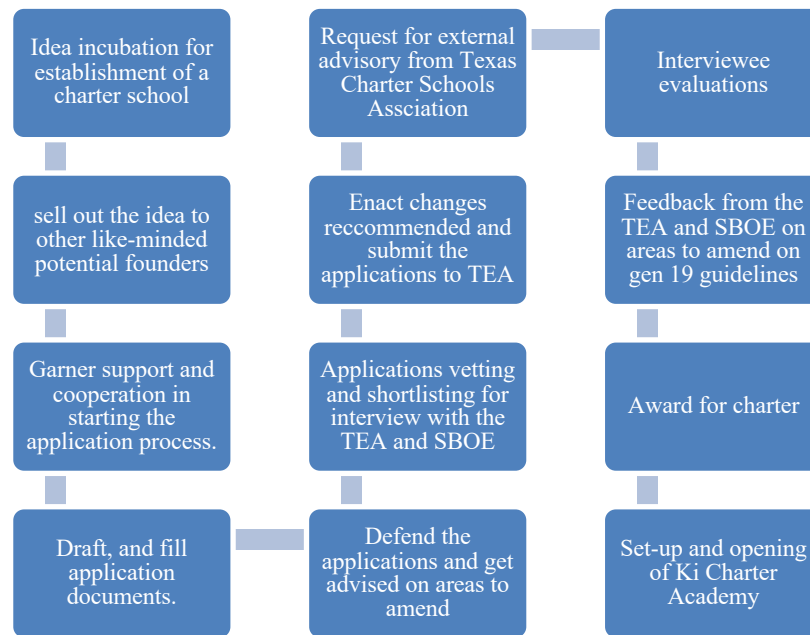 Idea incubation for
establishment of a
charter school
sell out the idea to
other like-minded
potential founders
Garner support and
cooperation in
starting the
application process.
Draft, and fill
application
documents.
Request for external
advisory from Texas
Charter Schools
Assciation
Enact changes
reccommended and
submit the
applications to TEA
Applications vetting
and shortlisting for
interview with the
TEA and SBOE
Defend the
applications and get
advised on areas to
amend
Interviewee
evaluations
Feedback from the
TEA and SBOE on
areas to amend on
gen 19 guidelines
Award for charter
Set-up and opening
of Ki Charter
Academy